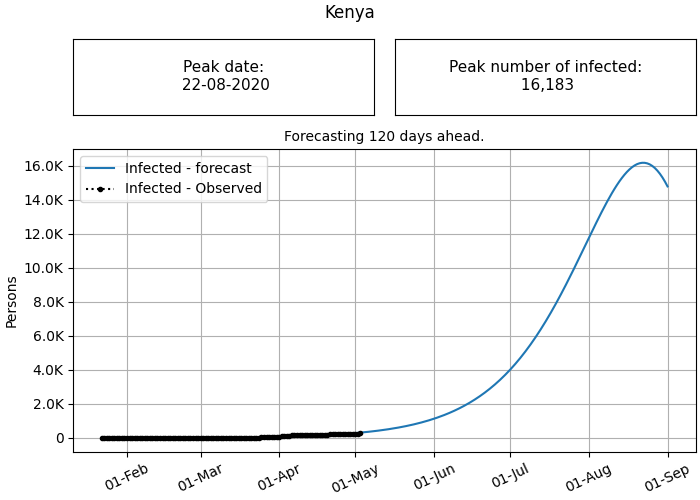 Kenya
Peak date:
22-08-2020
Peak number of infected:
16,183
Forecasting 120 days ahead.
Infected - forecast
Infected - Observed
Persons
16.0K
14.0K
12.0K
10.0K
8.0K
6.0K
4.0K
2.0K
0
01-Feb
01-Mar
01-Apr
01-May
01-Jun
01-Jul
01-Aug
01-Sep